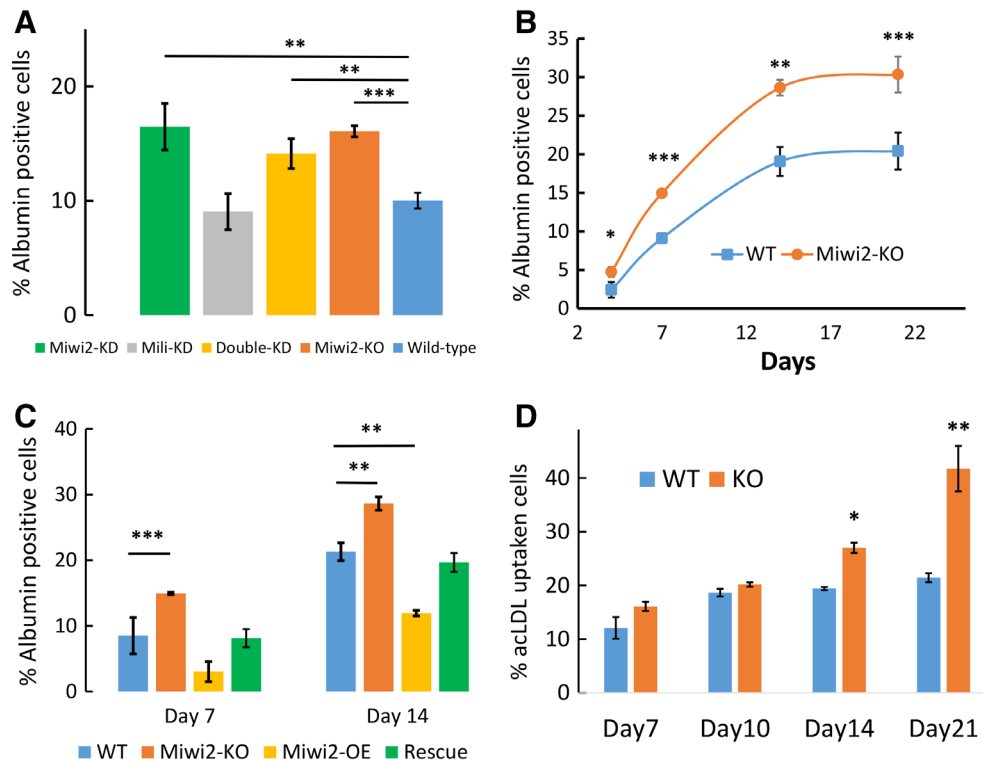 A
% Albumin positive cells
20
10
0
**
**
***
Miwi2-KD Mili-KD Double-KD Miwi2-KO Wild-type
B
% Albumin positive cells
35
30
25
20
15
10
5
0
*
***
**
***
WT Miwi2-KO
2 7 12 17 22
Days
C
% Albumin positive cells
40
30
20
10
0
***
**
**
Day 7 Day 14
WT Miwi2-KO Miwi2-OE Rescue
D
% acLDL uptaken cells
40
30
20
10
0
WT KO
*
**
Day7 Day10 Day14 Day21